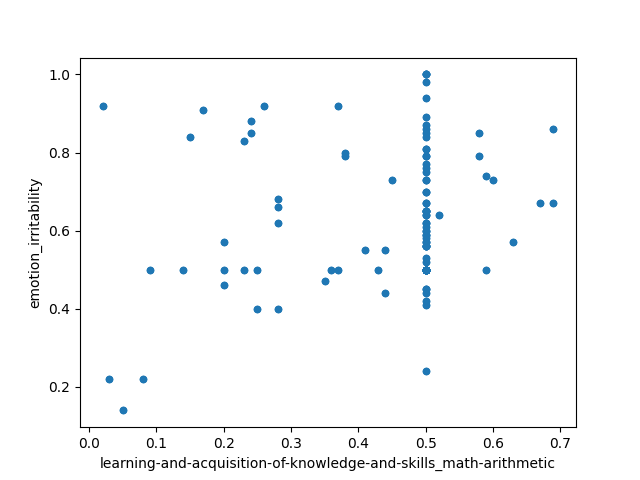 1.0
0.8
0.6
0.4
0.2
emotion_irritability
0.0 0.1 0.2 0.3 0.4 0.5 0.6 0.7
learning-and-acquisition-of-knowledge-and-skills_math-arithmetic